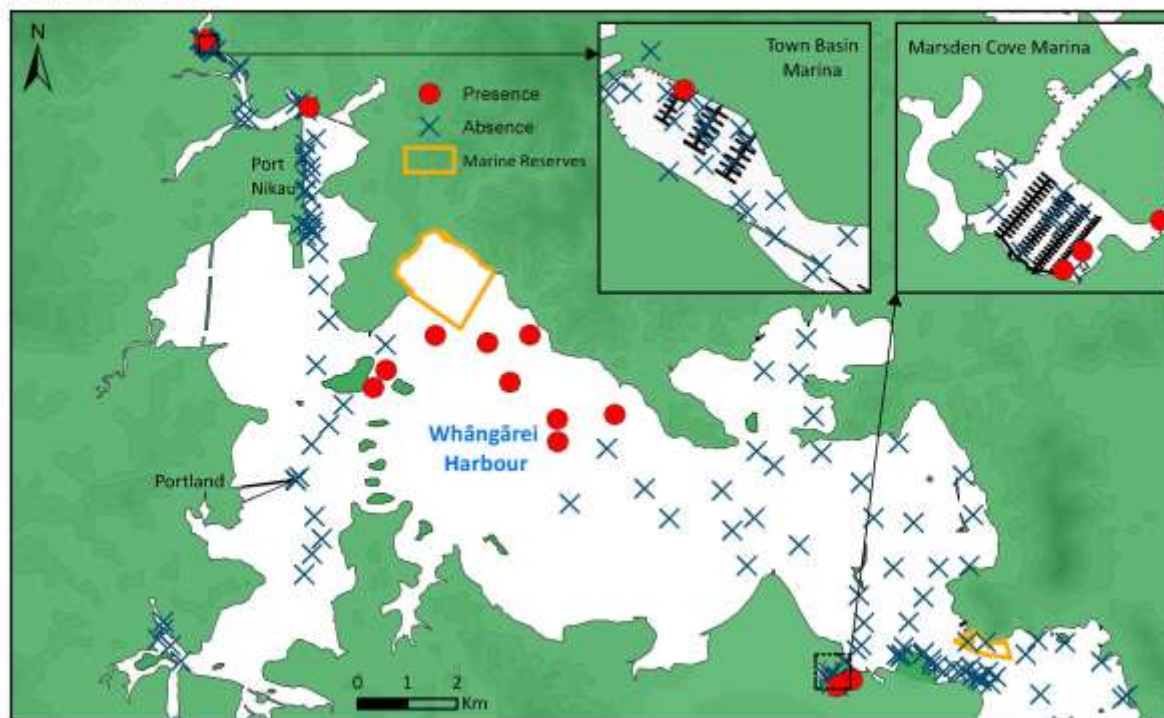 N
Presence
Absence
Marine Reserves
Port
Nikau
Town Basin
Marina
Marsden Cove Marina
Whāngārei
Harbour
Portland
0 1 2
Km